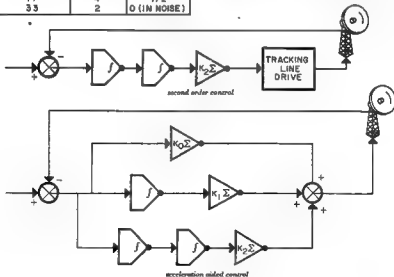 33 2 0 (IN NOISE)
- + ∫ ∫ K₂Σ TRACKING LINE DRIVE
second order control
K₀Σ
- + ∫ K₁Σ + + +
∫ ∫ K₂Σ
acceleration aided control